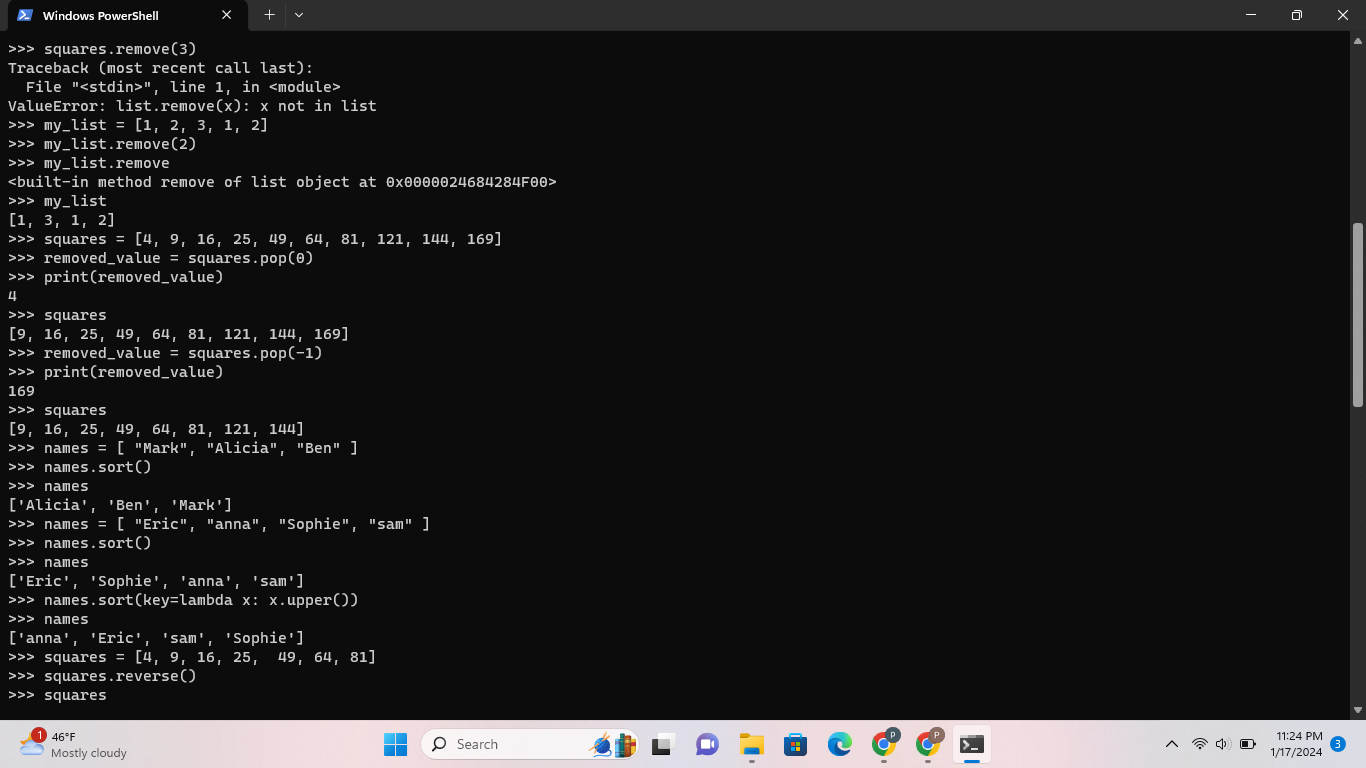 Windows PowerShell
>>> squares.remove(3)
Traceback (most recent call last):
  File "<stdin>", line 1, in <module>
ValueError: list.remove(x): x not in list
>>> my_list = [1, 2, 3, 1, 2]
>>> my_list.remove(2)
>>> my_list.remove
<built-in method remove of list object at 0x0000024684284F00>
>>> my_list
[1, 3, 1, 2]
>>> squares = [4, 9, 16, 25, 49, 64, 81, 121, 144, 169]
>>> removed_value = squares.pop(0)
>>> print(removed_value)
4
>>> squares
[9, 16, 25, 49, 64, 81, 121, 144, 169]
>>> removed_value = squares.pop(-1)
>>> print(removed_value)
169
>>> squares
[9, 16, 25, 49, 64, 81, 121, 144]
>>> names = [ "Mark", "Alicia", "Ben" ]
>>> names.sort()
>>> names
['Alicia', 'Ben', 'Mark']
>>> names = [ "Eric", "anna", "Sophie", "sam" ]
>>> names.sort()
>>> names
['Eric', 'Sophie', 'anna', 'sam']
>>> names.sort(key=lambda x: x.upper())
>>> names
['anna', 'Eric', 'sam', 'Sophie']
>>> squares = [4, 9, 16, 25,  49, 64, 81]
>>> squares.reverse()
>>> squares
1
46°F
Mostly cloudy
Search
P
P
11:24 PM
1/17/2024
3